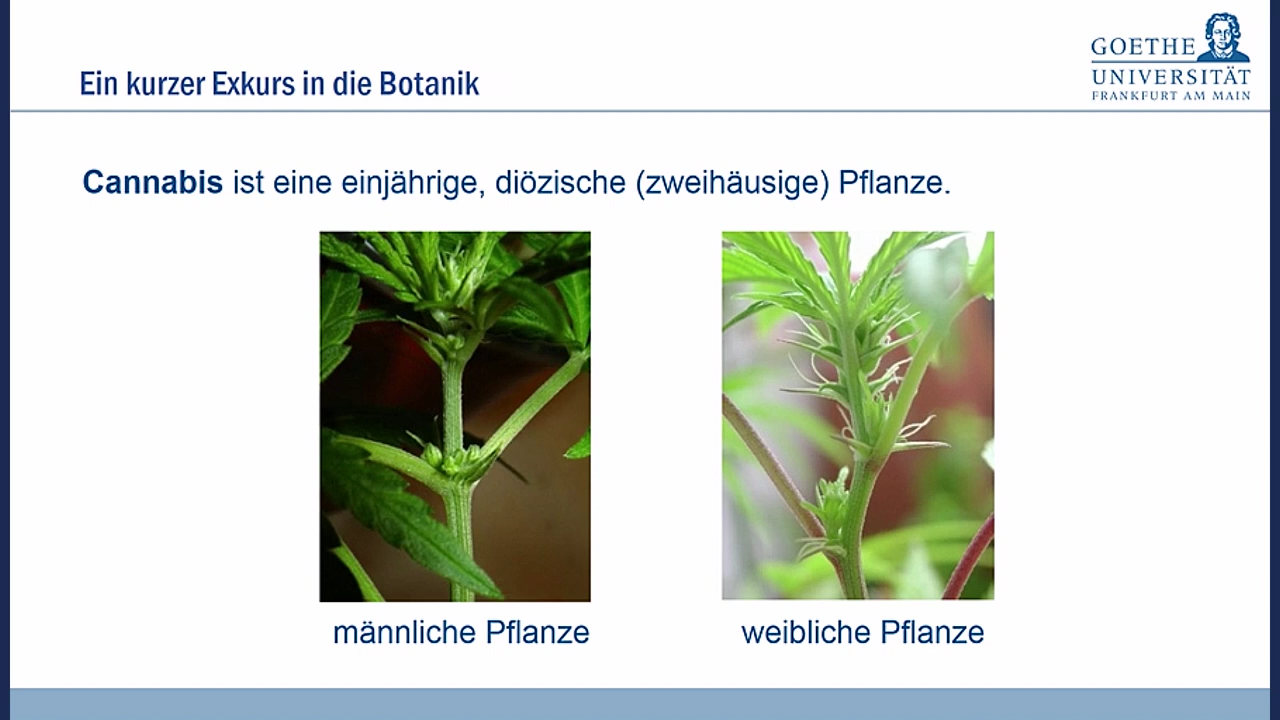 GOETHE
UNIVERSITÄT
FRANKFURT AM MAIN
Ein kurzer Exkurs in die Botanik
Cannabis ist eine einjährige, diözische (zweihäusige) Pflanze.
männliche Pflanze
weibliche Pflanze